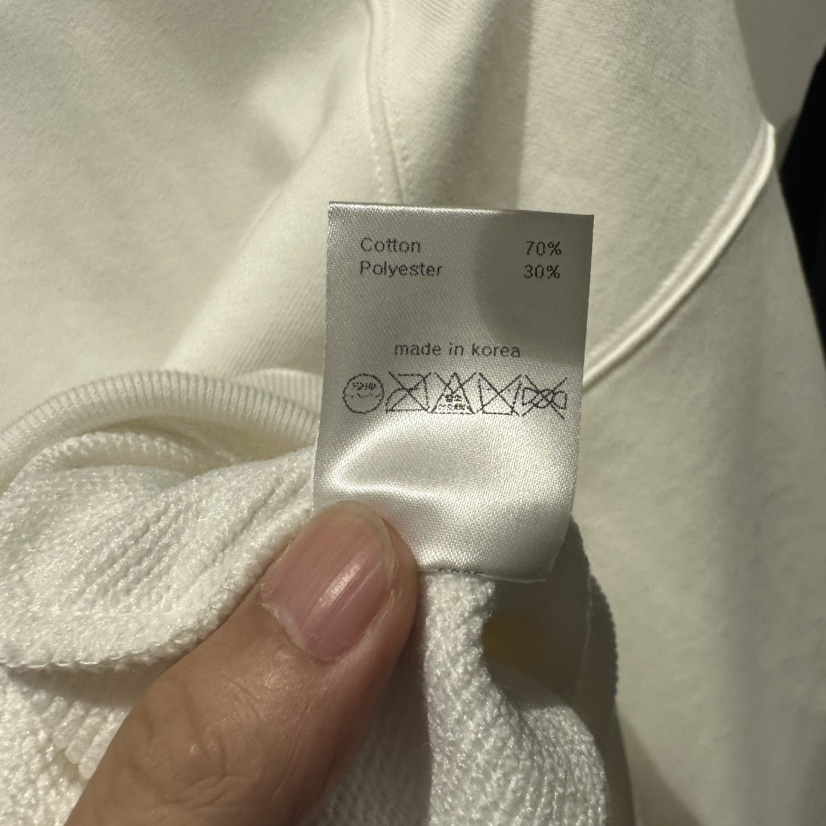 Cotton 70%
Polyester 30%
made in korea